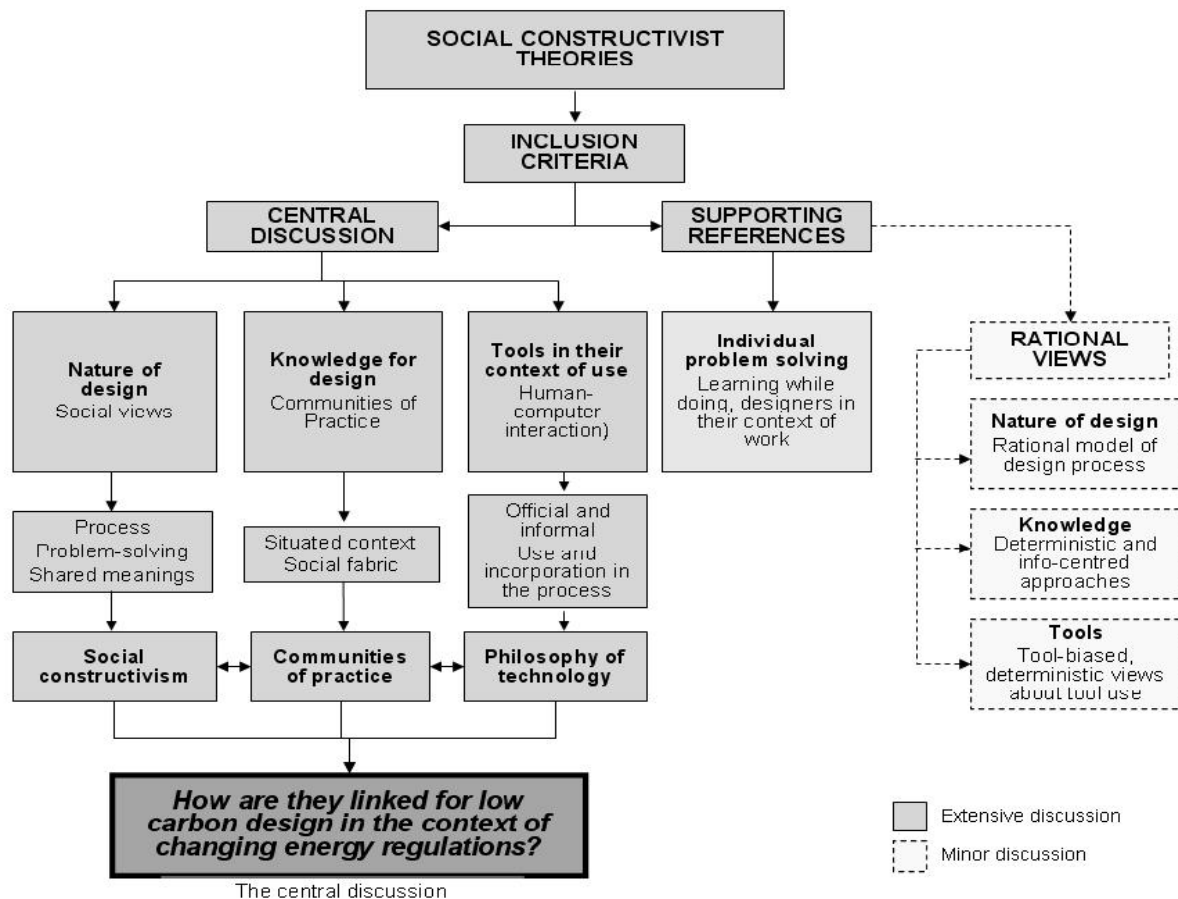 SOCIAL CONSTRUCTIVIST
THEORIES
INCLUSION
CRITERIA
CENTRAL
DISCUSSION
SUPPORTING
REFERENCES
Nature of
design
Social views
Knowledge for
design
Communities of
Practice
Tools in their
context of use
Human-
computer
interaction)
Individual
problem solving
Learning while
doing, designers in
their context of
work
RATIONAL
VIEWS
Nature of design
Rational model of
design process
Knowledge
Deterministic and
info-centred
approaches
Tools
Tool-biased,
deterministic views
about tool use
Process
Problem-solving
Shared meanings
Situated context
Social fabric
Official and
informal
Use and
incorporation in
the process
Social
constructivism
Communities
of practice
Philosophy of
technology
How are they linked for low
carbon design in the context of
changing energy regulations?
The central discussion
Extensive discussion
Minor discussion